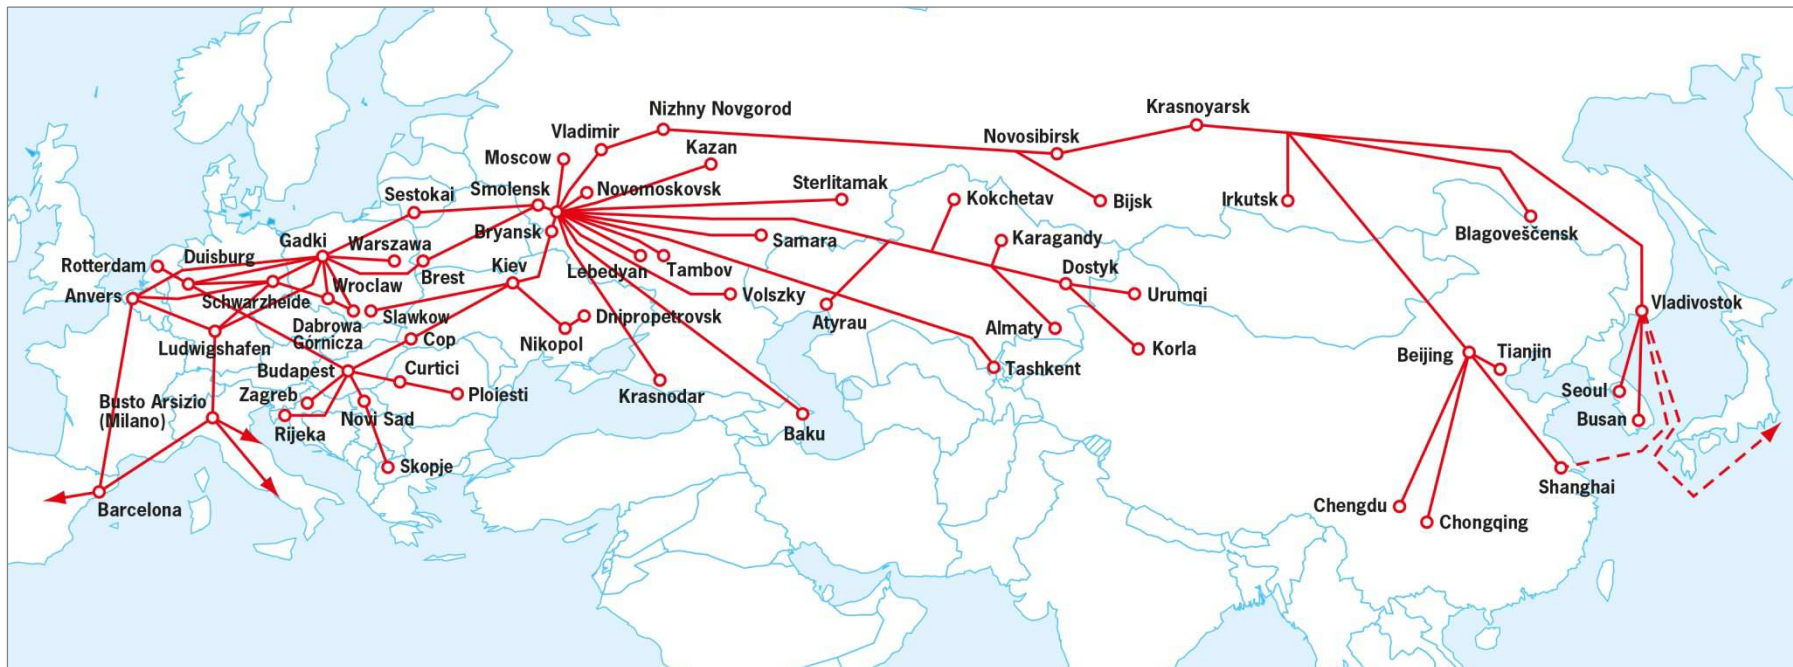 Nizhny Novgorod
Krasnoyarsk
Vladimir
Novosibirsk
Moscow
Kazan
Smolensk
Novomoskovsk
Sterlitamak
Sestokai
Kokchetav
Bijsk
Irkutsk
Bryansk
Samara
Karagandy
Blagoveščensk
Gadki
Warszawa
Duisburg
Rotterdam
Brest
Kiev
Lebedyan
Tambov
Dostyk
Anvers
Schwarzheide
Wroclaw
Volszky
Urumqi
Vladivostok
Slawkow
Dabrowa
Górnicza
Dnipropetrovsk
Atyrau
Almaty
Nikopol
Cop
Ludwigshafen
Korla
Beijing
Tianjin
Budapest
Curtici
Tashkent
Seoul
Zagreb
Ploiesti
Krasnodar
Busto Arsizio
(Milano)
Novi Sad
Rijeka
Busan
Baku
Skopje
Shanghai
Barcelona
Chengdu
Chongqing